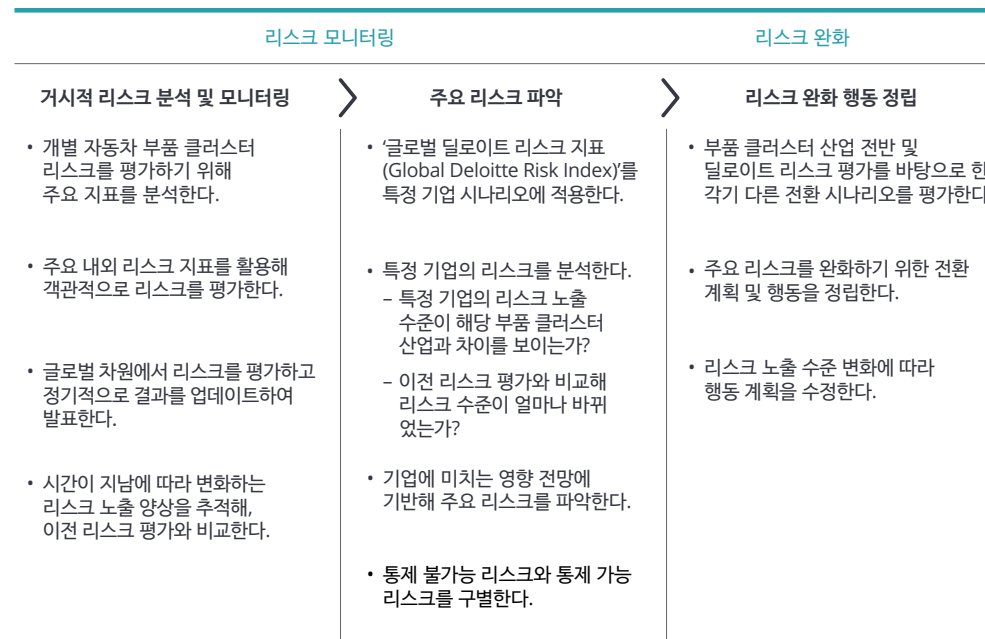 리스크 모니터링
리스크 완화
거시적 리스크 분석 및 모니터링
• 개별 자동차 부품 클러스터
리스크를 평가하기 위해
주요 지표를 분석한다.
• 주요 내외 리스크 지표를 활용해
객관적으로 리스크를 평가한다.
• 글로벌 차원에서 리스크를 평가하고
정기적으로 결과를 업데이트하여
발표한다.
• 시간이 지남에 따라 변화하는
리스크 노출 양상을 추적해,
이전 리스크 평가와 비교한다.
주요 리스크 파악
• ‘글로벌 딜로이트 리스크 지표
(Global Deloitte Risk Index)’를
특정 기업 시나리오에 적용한다.
• 특정 기업의 리스크를 분석한다.
– 특정 기업의 리스크 노출
수준이 해당 부품 클러스터
산업과 차이를 보이는가?
– 이전 리스크 평가와 비교해
리스크 수준이 얼마나 바뀌
었는가?
• 기업에 미치는 영향 전망에
기반해 주요 리스크를 파악한다.
• 통제 불가능 리스크와 통제 가능
리스크를 구별한다.
리스크 완화 행동 정립
• 부품 클러스터 산업 전반 및
딜로이트 리스크 평가를 바탕으로 한
각기 다른 전환 시나리오를 평가한다
• 주요 리스크를 완화하기 위한 전환
계획 및 행동을 정립한다.
• 리스크 노출 수준 변화에 따라
행동 계획을 수정한다.